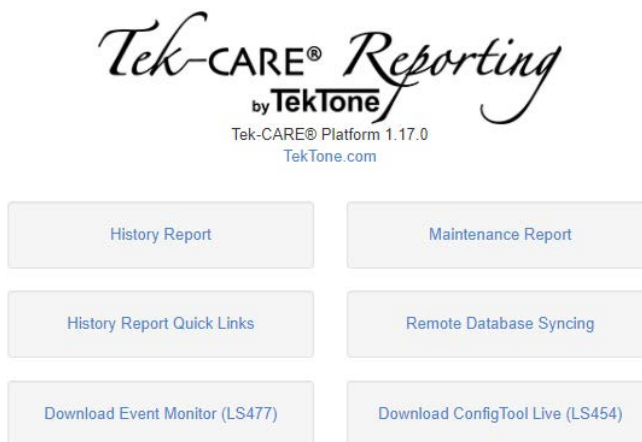 Tek-CARE® Reporting
by TekTone
Tek-CARE® Platform 1.17.0
TekTone.com
History Report
Maintenance Report
History Report Quick Links
Remote Database Syncing
Download Event Monitor (LS477)
Download ConfigTool Live (LS454)